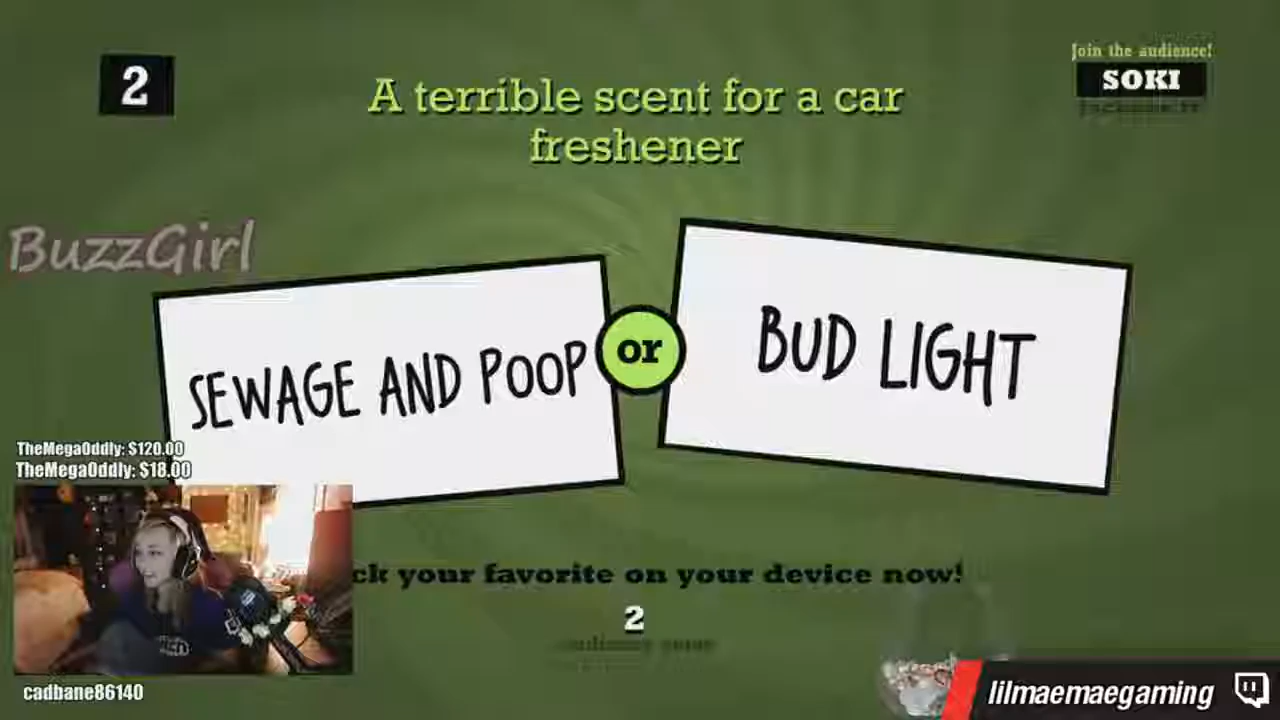 2
Join the audience!
SOKI
A terrible scent for a car
freshener
BuzzGirl
SEWAGE AND POOP
or
BUD LIGHT
TheMegaOddly: $120.00
TheMegaOddly: $18.00
ck your favorite on your device now!
2
cadbane86140
lilmaemaegaming